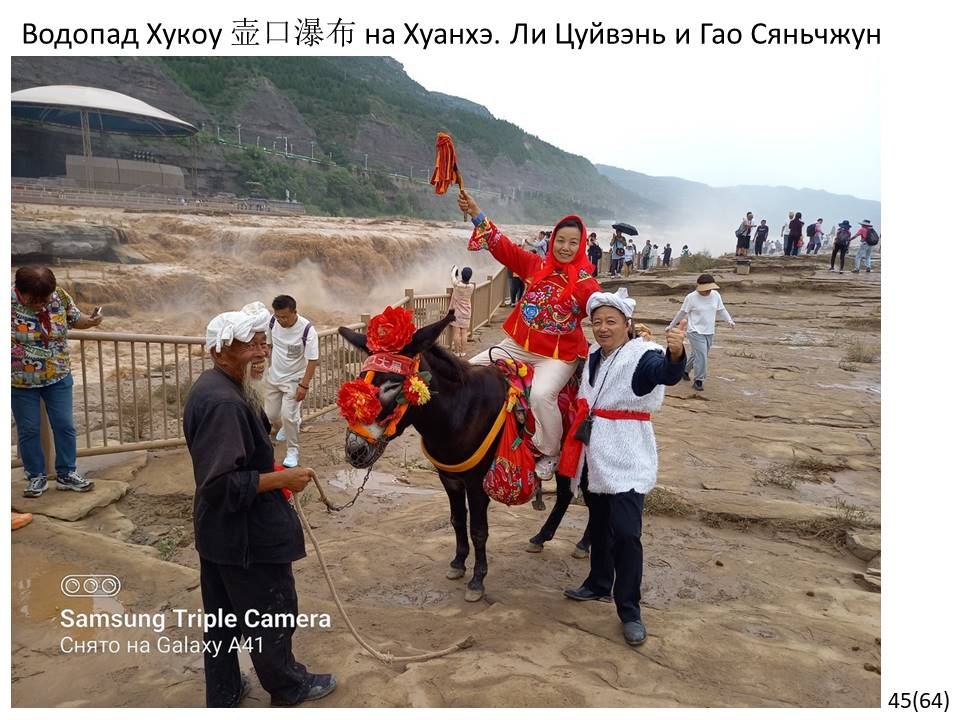 Водопад Хукоу 壶口瀑布 на Хуанхэ. Ли Цуйвэнь и Гао Сяньчжун
Samsung Triple Camera
Снято на Galaxy A41
45(64)